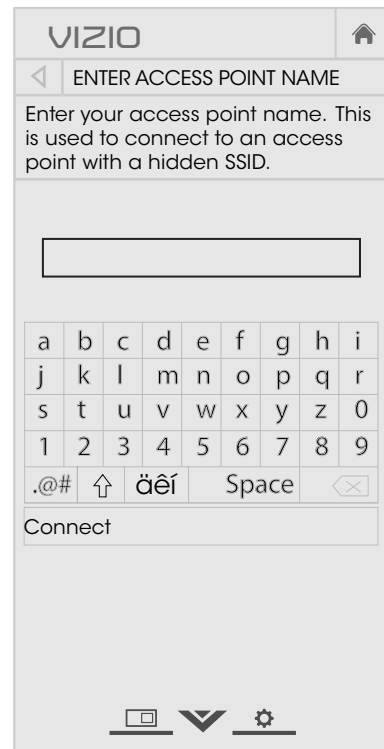 VIZIO
ENTER ACCESS POINT NAME
Enter your access point name. This
is used to connect to an access
point with a hidden SSID.
a b c d e f g h i
j k l m n o p q r
s t u v w x y z 0
1 2 3 4 5 6 7 8 9
.@# äêí Space
Connect